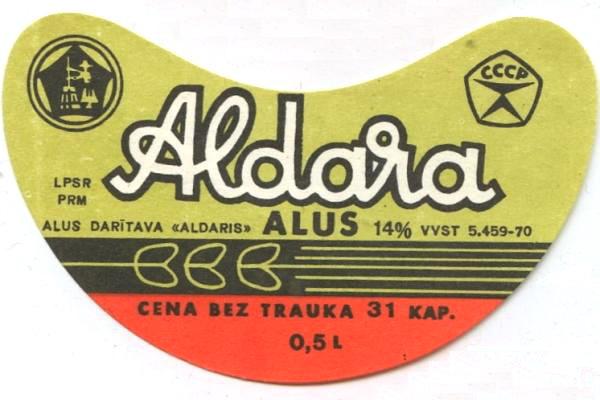 СССР
Aldara
LPSR
PRM
ALUS DARĪTAVA «ALDARIS» ALUS 14% VVST 5.459-70
CENA BEZ TRAUKA 31 KAP.
0,5 L